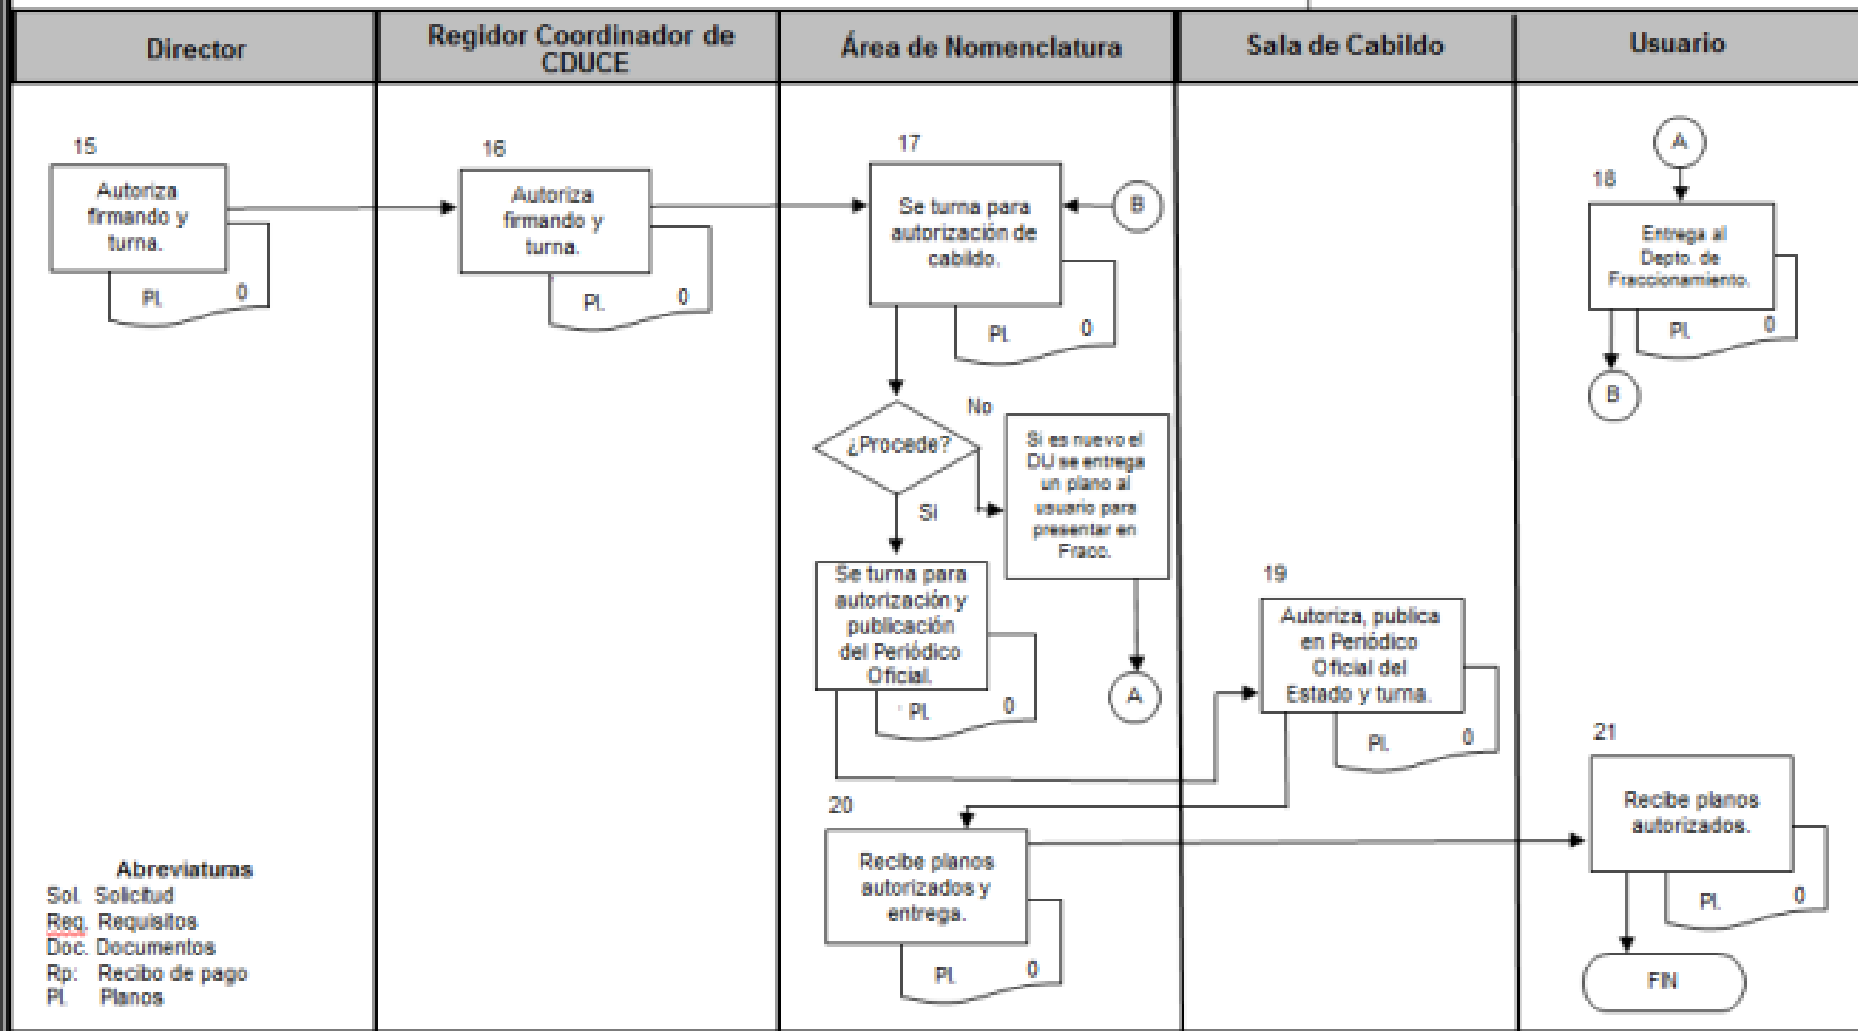 Director
Regidor Coordinador de
CDUCE
Área de Nomenclatura
Sala de Cabildo
Usuario
15
Autoriza
firmando y
turna.
Pl. 0
16
Autoriza
firmando y
turna.
Pl. 0
17
Se turna para
autorización de
cabildo.
Pl. 0
B
A
18
Entrega al
Depto. de
Fraccionamiento.
Pl. 0
B
¿Procede?
No
Si
Si es nuevo el
DU se entrega
un plano al
usuario para
presentar en
Fracc.
A
Se turna para
autorización y
publicación
del Periódico
Oficial.
Pl. 0
19
Autoriza, publica
en Periódico
Oficial del
Estado y turna.
Pl. 0
20
Recibe planos
autorizados y
entrega.
Pl. 0
21
Recibe planos
autorizados.
Pl. 0
FIN
Abreviaturas
Sol. Solicitud
Req. Requisitos
Doc. Documentos
Rp: Recibo de pago
Pl. Planos